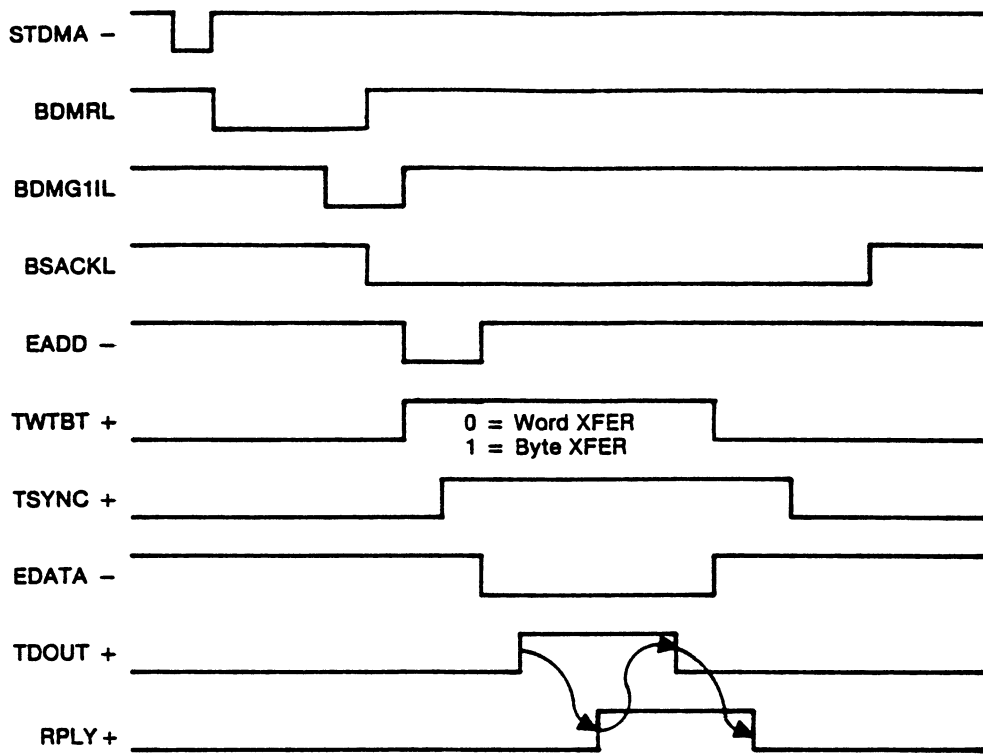 STDMA -
BDMRL
BDMG1IL
BSACKL
EADD -
TWTBT +
0 = Word XFER
1 = Byte XFER
TSYNC +
EDATA -
TDOUT +
RPLY +